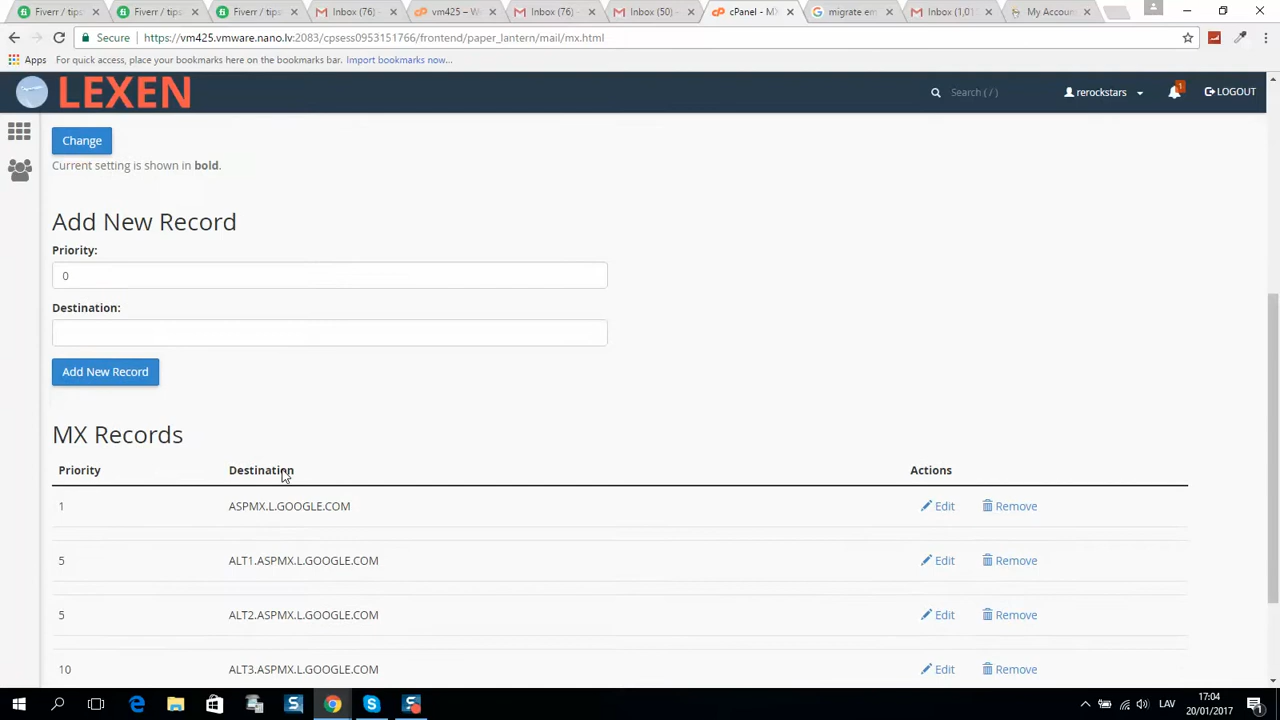 Fiverr / tips
Fiverr / tips
Fiverr / tips
Inbox (76) -
vm425 – W
Inbox (76) -
Inbox (50) -
cPanel - MX
migrate em
Inbox (1,01
My Accoun
Secure
https://vm425.vmware.nano.lv:2083/cpsess0953151766/frontend/paper_lantern/mail/mx.html
Apps
For quick access, place your bookmarks here on the bookmarks bar. Import bookmarks now...
LEXEN
Search ( / )
rerockstars
1
LOGOUT
Change
Current setting is shown in bold.
Add New Record
Priority:
0
Destination:
Add New Record
MX Records
Priority Destination Actions
1 ASPMX.L.GOOGLE.COM Edit Remove
5 ALT1.ASPMX.L.GOOGLE.COM Edit Remove
5 ALT2.ASPMX.L.GOOGLE.COM Edit Remove
10 ALT3.ASPMX.L.GOOGLE.COM Edit Remove
LAV
17:04
20/01/2017
1